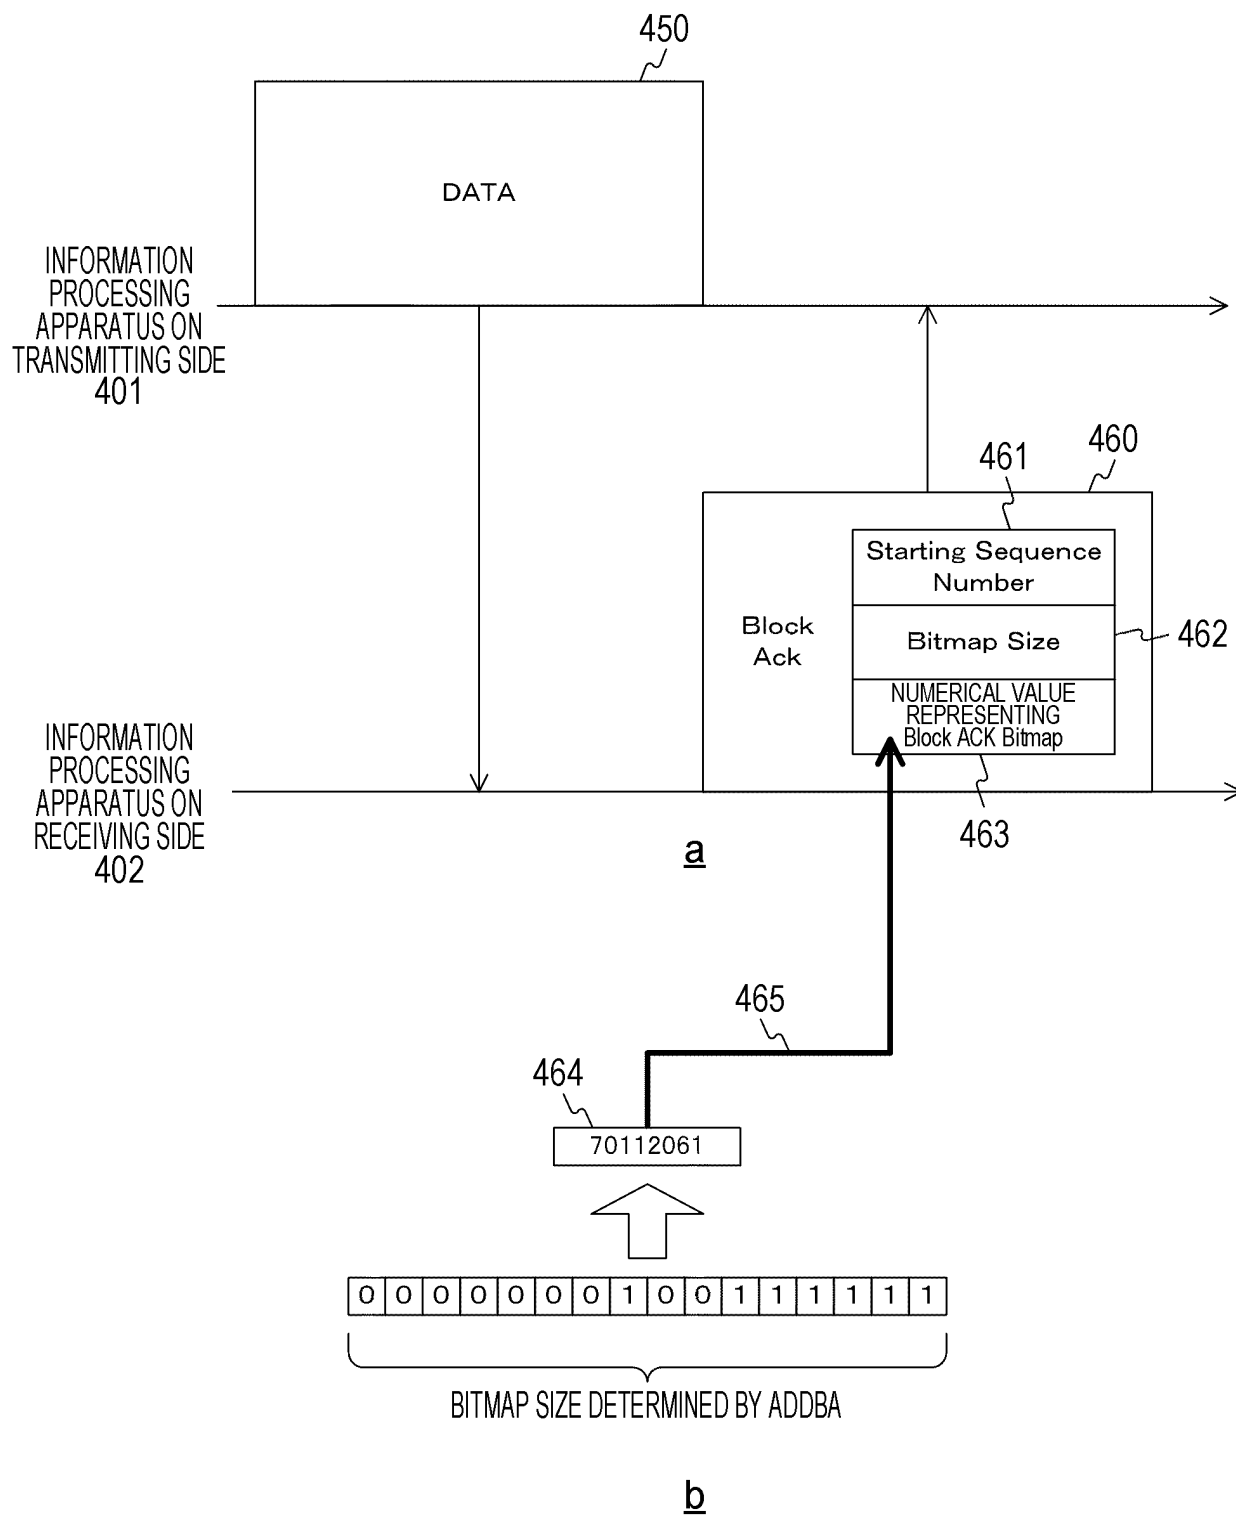 450
DATA
INFORMATION
PROCESSING
APPARATUS ON
TRANSMITTING SIDE
401
460
461
Starting Sequence
Number
Block
Ack
Bitmap Size
462
NUMERICAL VALUE
REPRESENTING
Block ACK Bitmap
463
INFORMATION
PROCESSING
APPARATUS ON
RECEIVING SIDE
402
a
465
464
70112061
0 0 0 0 0 0 0 1 0 0 1 1 1 1 1 1
BITMAP SIZE DETERMINED BY ADDBA
b